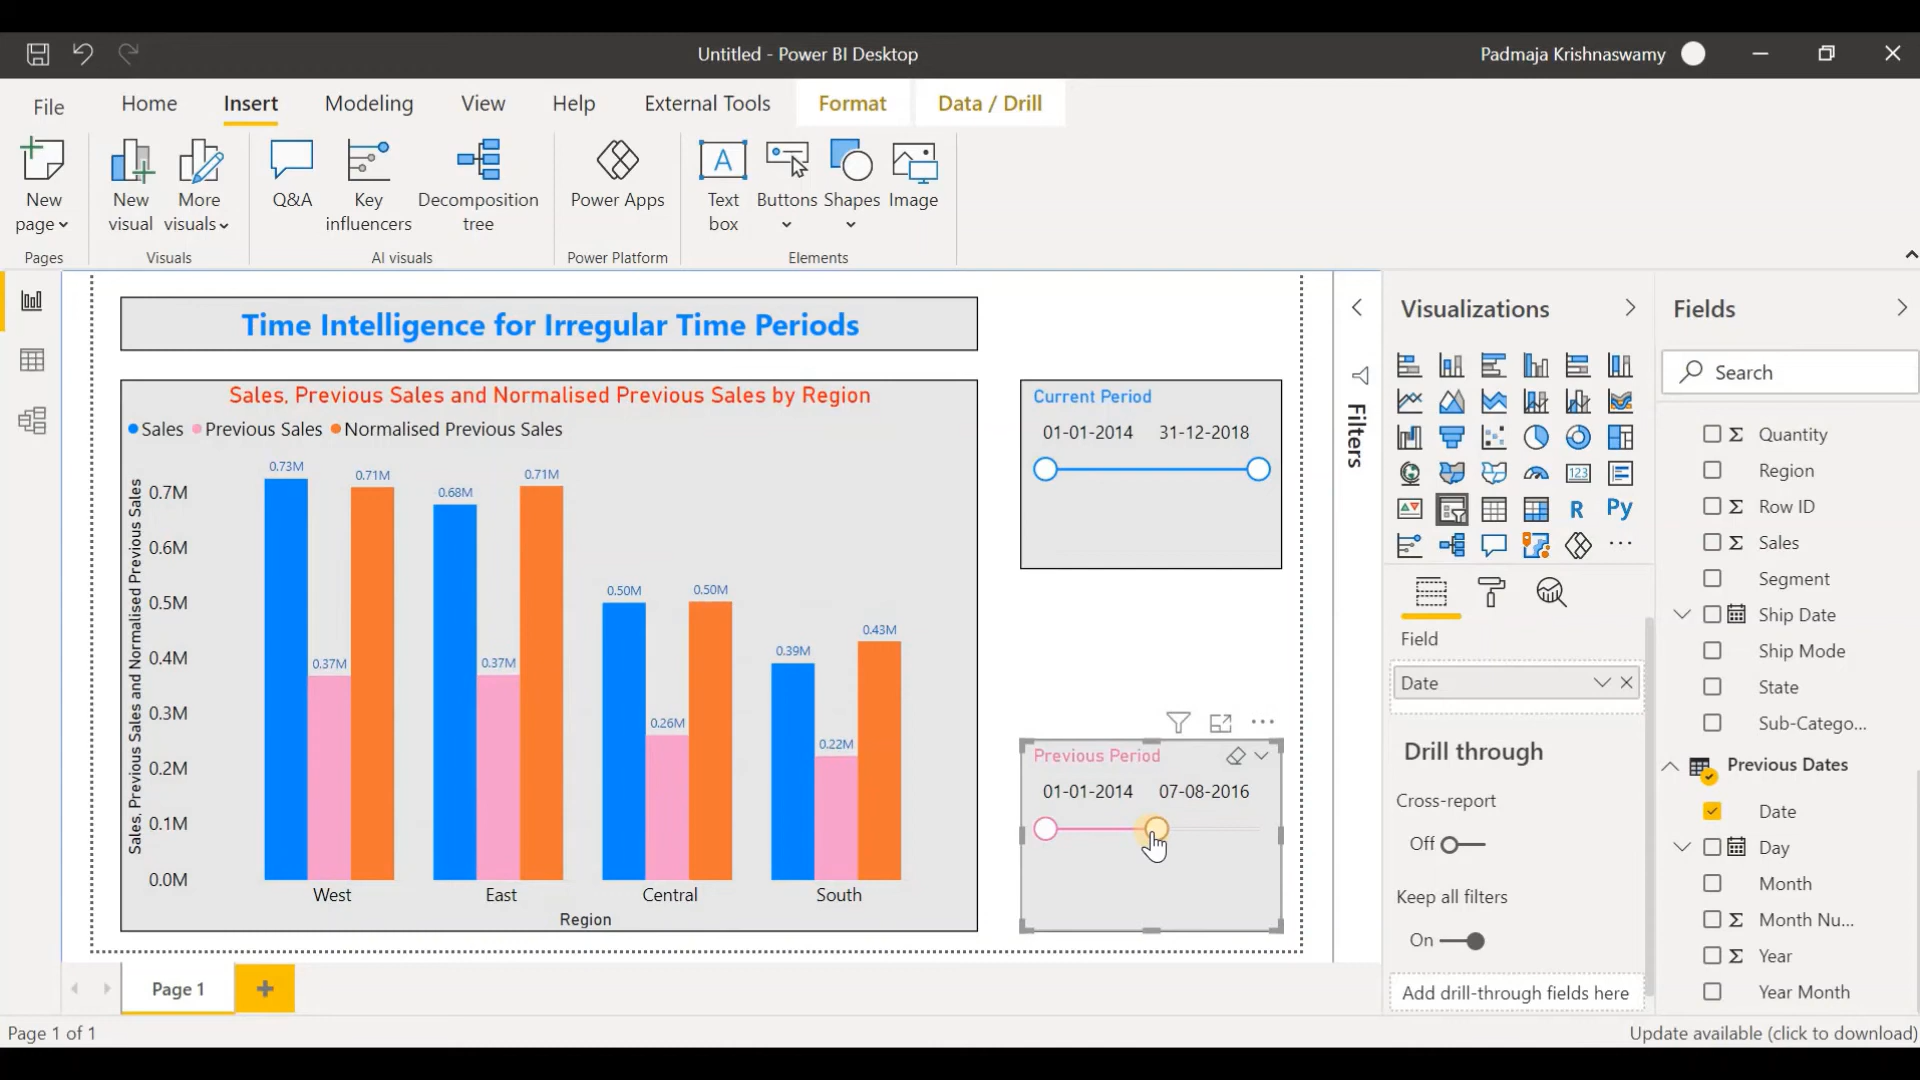 Untitled - Power BI Desktop
Padmaja Krishnaswamy
File
Home
Insert
Modeling
View
Help
External Tools
Format
Data / Drill
New page
New visual
More visuals
Q&A
Key influencers
Decomposition tree
Power Apps
Text box
Buttons
Shapes
Image
Pages
Visuals
AI visuals
Power Platform
Elements
Time Intelligence for Irregular Time Periods
Sales, Previous Sales and Normalised Previous Sales by Region
Sales
Previous Sales
Normalised Previous Sales
Sales, Previous Sales and Normalised Previous Sales
0.7M
0.6M
0.5M
0.4M
0.3M
0.2M
0.1M
0.0M
0.73M
0.37M
0.71M
0.68M
0.37M
0.71M
0.50M
0.26M
0.50M
0.39M
0.22M
0.43M
West
East
Central
South
Region
Current Period
01-01-2014
31-12-2018
Previous Period
01-01-2014
07-08-2016
Filters
Visualizations
123
R
Py
Field
Date
Drill through
Cross-report
Off
Keep all filters
On
Add drill-through fields here
Fields
Search
Quantity
Region
Row ID
Sales
Segment
Ship Date
Ship Mode
State
Sub-Catego...
Previous Dates
Date
Day
Month
Month Nu...
Year
Year Month
Page 1
Page 1 of 1
Update available (click to download)